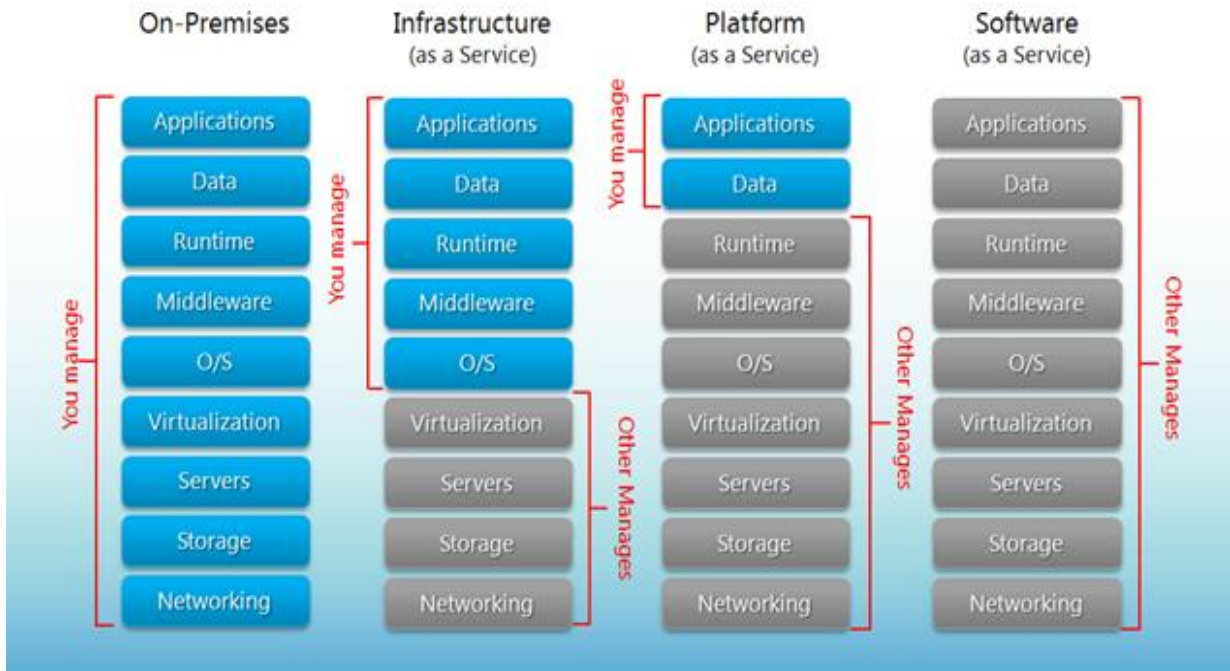 On-Premises
Infrastructure
(as a Service)
Platform
(as a Service)
Software
(as a Service)
You manage
Applications
Data
Runtime
Middleware
O/S
Virtualization
Servers
Storage
Networking
You manage
Applications
Data
Runtime
Middleware
O/S
Virtualization
Servers
Storage
Networking
Other Manages
You manage
Applications
Data
Runtime
Middleware
O/S
Virtualization
Servers
Storage
Networking
Other Manages
Applications
Data
Runtime
Middleware
O/S
Virtualization
Servers
Storage
Networking
Other Manages